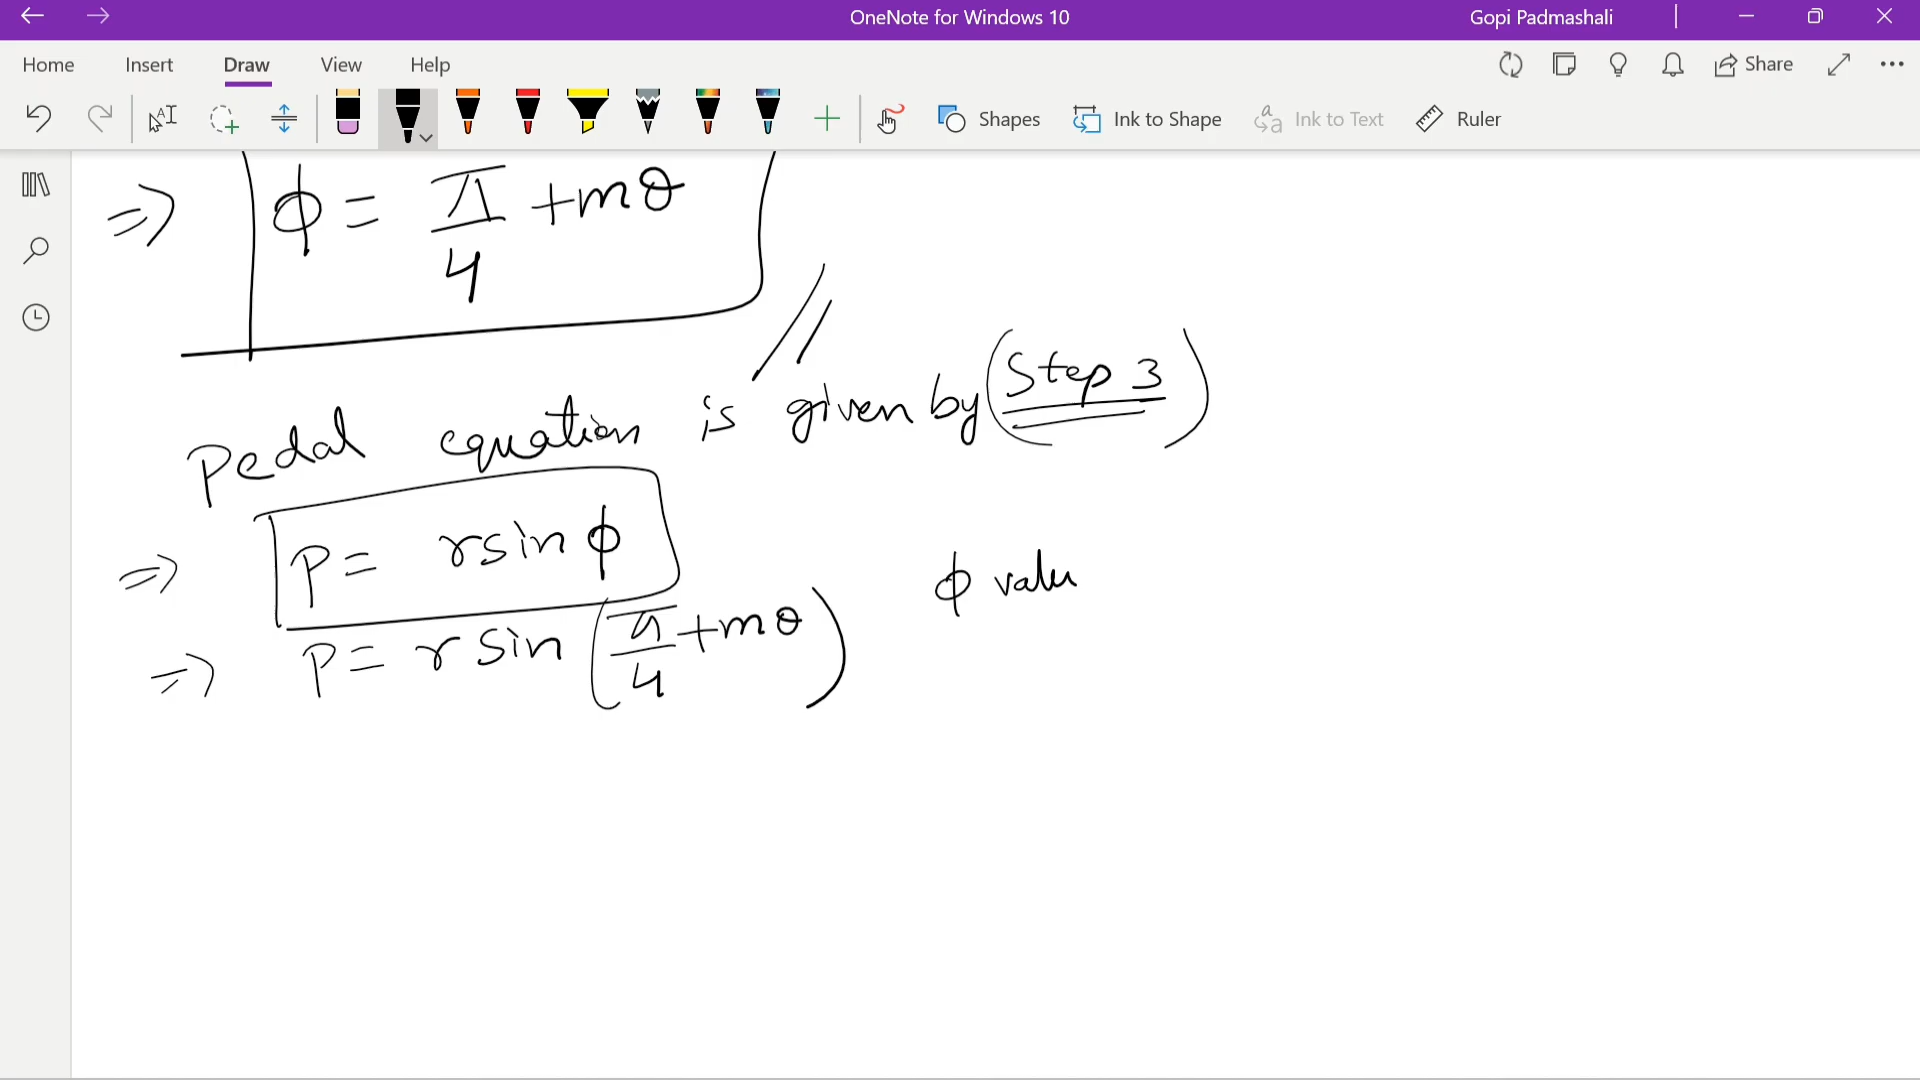 OneNote for Windows 10
Gopi Padmashali
Home Insert Draw View Help
Share
Shapes Ink to Shape Ink to Text Ruler
⇒ ϕ = π/4 + mθ
Pedal equation is given by (Step 3)
⇒ P = r sin ϕ
ϕ value
⇒ P = r sin (π/4 + mθ)